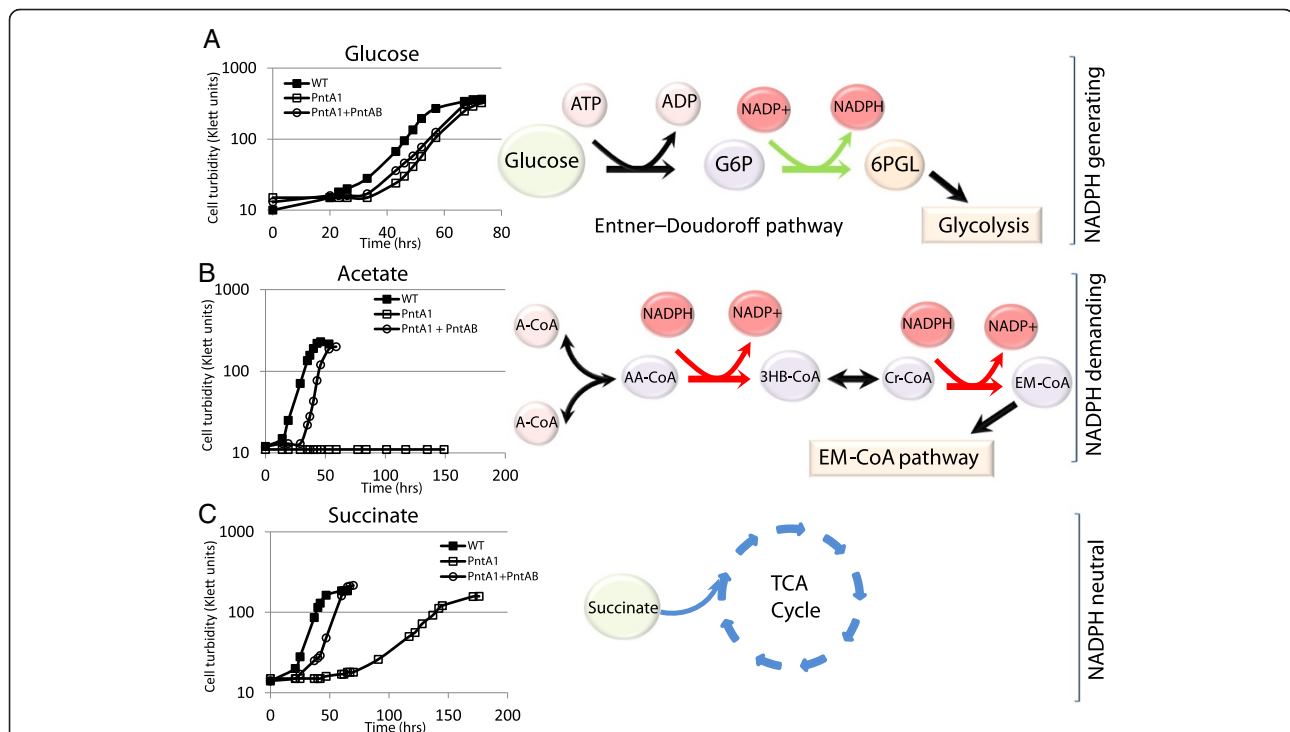 A
Glucose
Cell turbidity (Klett units)
1000
100
10
WT
PntA1
PntA1+PntAB
0 20 40 60 80
Time (hrs)
Glucose
ATP
ADP
G6P
NADP+
NADPH
6PGL
Entner–Doudoroff pathway
Glycolysis
NADPH generating
B
Acetate
Cell turbidity (Klett units)
1000
100
10
WT
PntA1
PntA1 + PntAB
0 50 100 150 200
Time (hrs)
A-CoA
A-CoA
AA-CoA
NADPH
NADP+
3HB-CoA
Cr-CoA
NADPH
NADP+
EM-CoA
EM-CoA pathway
NADPH demanding
C
Succinate
Cell turbidity (Klett units)
1000
100
10
WT
PntA1
PntA1+PntAB
0 50 100 150 200
Time (hrs)
Succinate
TCA
Cycle
NADPH neutral